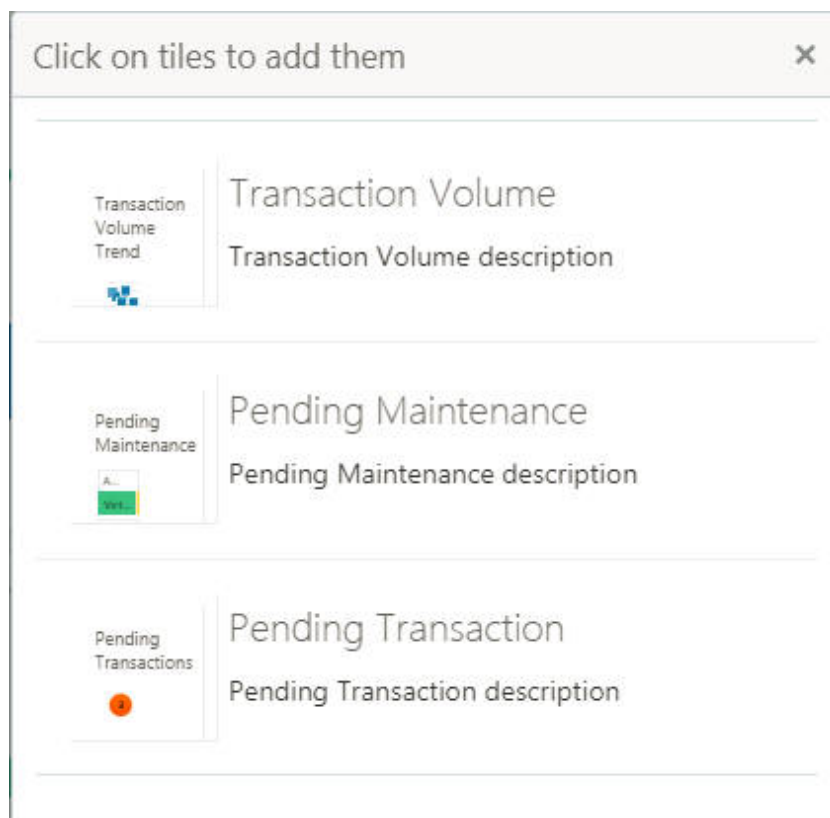 Click on tiles to add them
Transaction
Volume
Trend
Transaction Volume
Transaction Volume description
Pending
Maintenance
A...
Pending Maintenance
Pending Maintenance description
Pending
Transactions
Pending Transaction
Pending Transaction description